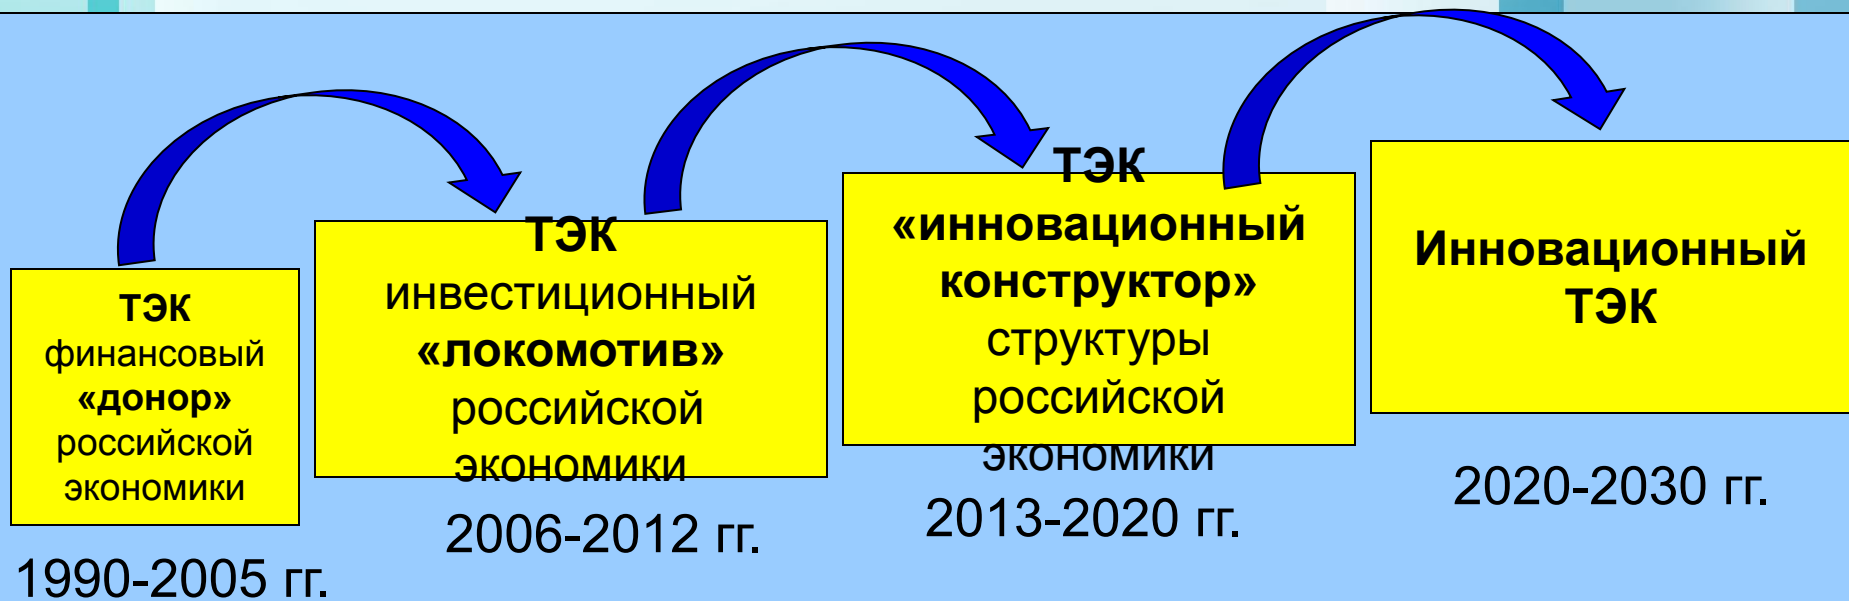 ТЭК
финансовый
«донор»
российской
экономики
1990-2005 гг.
ТЭК
инвестиционный
«локомотив»
российской
экономики
2006-2012 гг.
ТЭК
«инновационный
конструктор»
структуры
российской
экономики
2013-2020 гг.
Инновационный
ТЭК
2020-2030 гг.